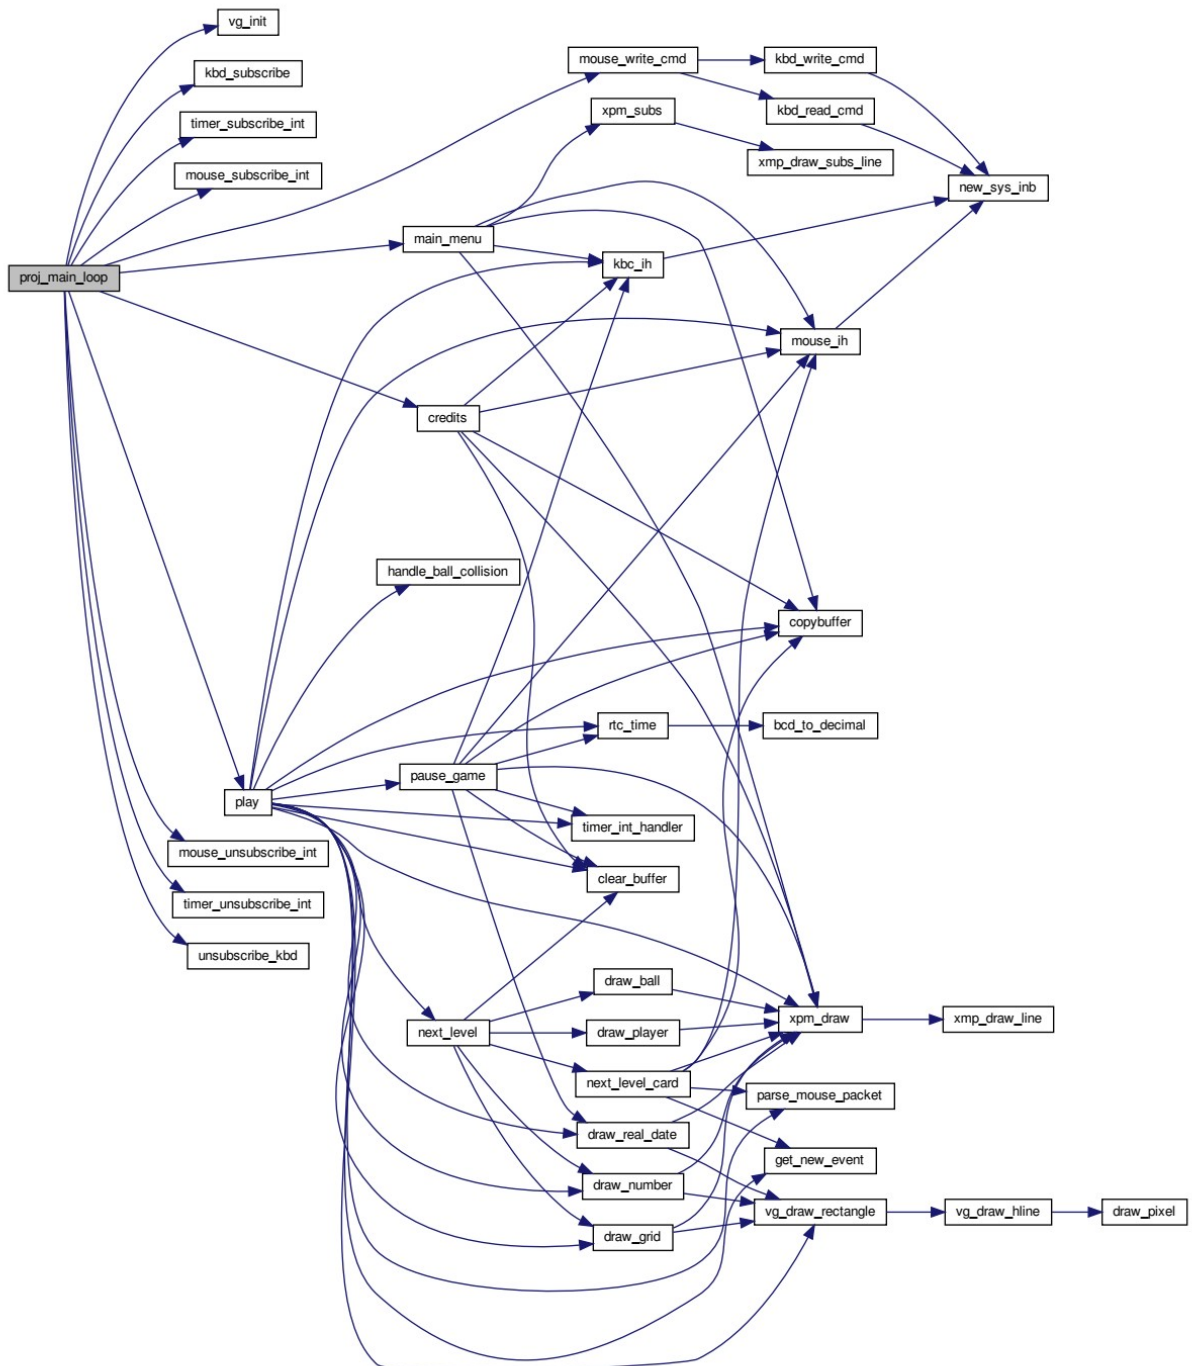 vg_init
kbd_subscribe
timer_subscribe_int
mouse_subscribe_int
proj_main_loop
mouse_write_cmd
kbd_write_cmd
kbd_read_cmd
xpm_subs
xmp_draw_subs_line
new_sys_inb
main_menu
kbc_ih
mouse_ih
credits
handle_ball_collision
copybuffer
rtc_time
bcd_to_decimal
pause_game
play
timer_int_handler
mouse_unsubscribe_int
clear_buffer
timer_unsubscribe_int
unsubscribe_kbd
draw_ball
next_level
draw_player
xpm_draw
xmp_draw_line
next_level_card
parse_mouse_packet
draw_real_date
get_new_event
draw_number
vg_draw_rectangle
vg_draw_hline
draw_pixel
draw_grid